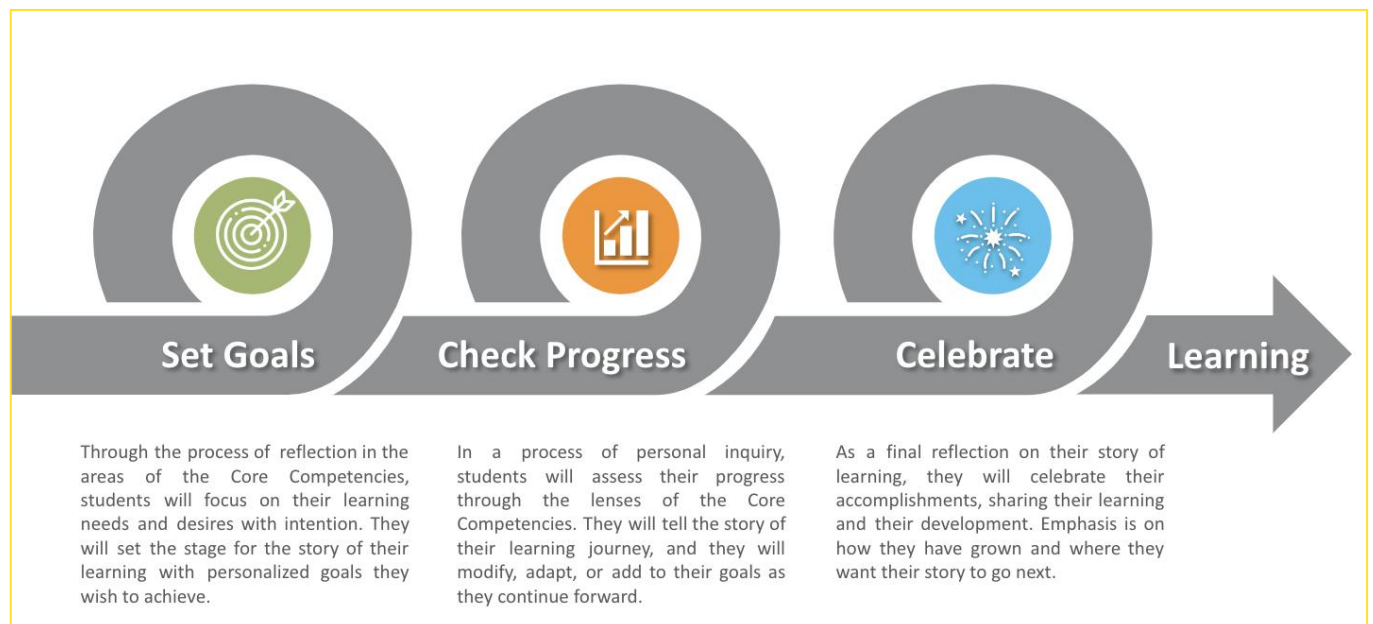 Set Goals
Check Progress
Celebrate
Learning
Through the process of reflection in the
areas of the Core Competencies,
students will focus on their learning
needs and desires with intention. They
will set the stage for the story of their
learning with personalized goals they
wish to achieve.
In a process of personal inquiry,
students will assess their progress
through the lenses of the Core
Competencies. They will tell the story of
their learning journey, and they will
modify, adapt, or add to their goals as
they continue forward.
As a final reflection on their story of
learning, they will celebrate their
accomplishments, sharing their learning
and their development. Emphasis is on
how they have grown and where they
want their story to go next.